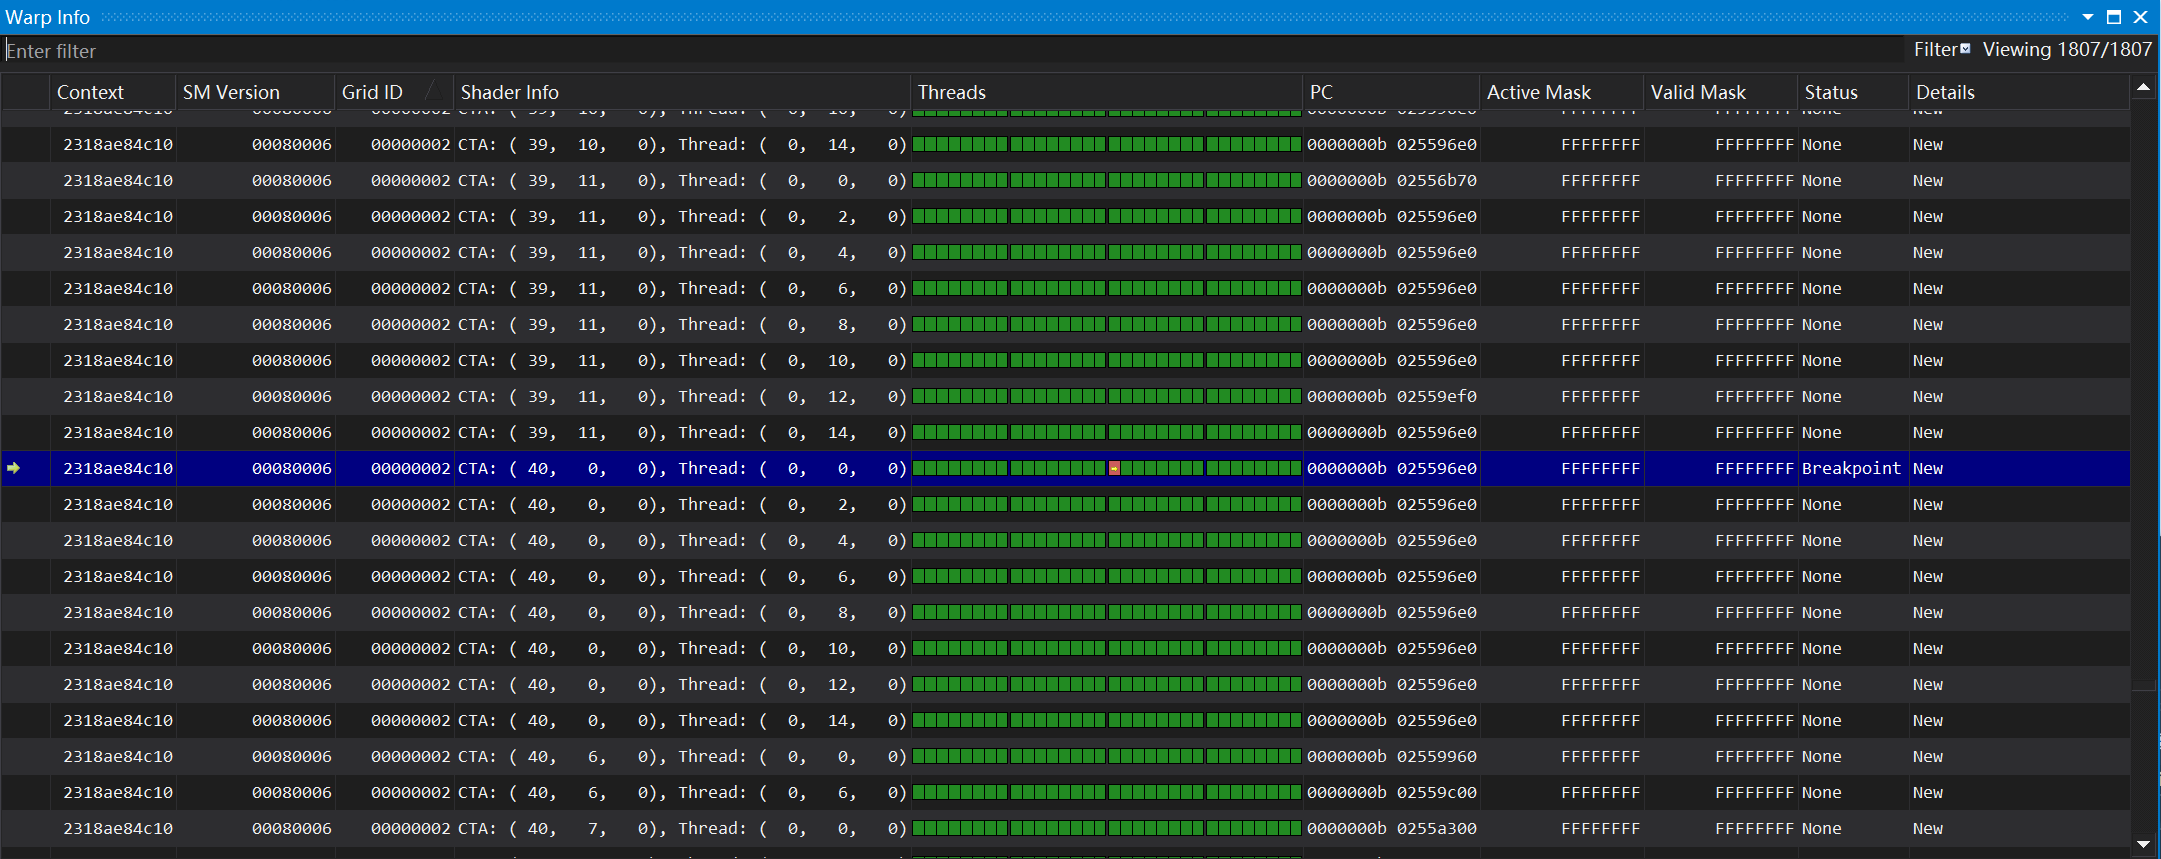 Warp Info
Enter filter Filter Viewing 1807/1807
Context SM Version Grid ID Shader Info Threads PC Active Mask Valid Mask Status Details
2318ae84c10 00080006 00000002 CTA: ( 39, 10, 0), Thread: ( 0, 14, 0) 0000000b 025596e0 FFFFFFFF FFFFFFFF None New
2318ae84c10 00080006 00000002 CTA: ( 39, 11, 0), Thread: ( 0, 0, 0) 0000000b 02556b70 FFFFFFFF FFFFFFFF None New
2318ae84c10 00080006 00000002 CTA: ( 39, 11, 0), Thread: ( 0, 2, 0) 0000000b 025596e0 FFFFFFFF FFFFFFFF None New
2318ae84c10 00080006 00000002 CTA: ( 39, 11, 0), Thread: ( 0, 4, 0) 0000000b 025596e0 FFFFFFFF FFFFFFFF None New
2318ae84c10 00080006 00000002 CTA: ( 39, 11, 0), Thread: ( 0, 6, 0) 0000000b 025596e0 FFFFFFFF FFFFFFFF None New
2318ae84c10 00080006 00000002 CTA: ( 39, 11, 0), Thread: ( 0, 8, 0) 0000000b 025596e0 FFFFFFFF FFFFFFFF None New
2318ae84c10 00080006 00000002 CTA: ( 39, 11, 0), Thread: ( 0, 10, 0) 0000000b 025596e0 FFFFFFFF FFFFFFFF None New
2318ae84c10 00080006 00000002 CTA: ( 39, 11, 0), Thread: ( 0, 12, 0) 0000000b 02559ef0 FFFFFFFF FFFFFFFF None New
2318ae84c10 00080006 00000002 CTA: ( 39, 11, 0), Thread: ( 0, 14, 0) 0000000b 025596e0 FFFFFFFF FFFFFFFF None New
2318ae84c10 00080006 00000002 CTA: ( 40, 0, 0), Thread: ( 0, 0, 0) 0000000b 025596e0 FFFFFFFF FFFFFFFF Breakpoint New
2318ae84c10 00080006 00000002 CTA: ( 40, 0, 0), Thread: ( 0, 2, 0) 0000000b 025596e0 FFFFFFFF FFFFFFFF None New
2318ae84c10 00080006 00000002 CTA: ( 40, 0, 0), Thread: ( 0, 4, 0) 0000000b 025596e0 FFFFFFFF FFFFFFFF None New
2318ae84c10 00080006 00000002 CTA: ( 40, 0, 0), Thread: ( 0, 6, 0) 0000000b 025596e0 FFFFFFFF FFFFFFFF None New
2318ae84c10 00080006 00000002 CTA: ( 40, 0, 0), Thread: ( 0, 8, 0) 0000000b 025596e0 FFFFFFFF FFFFFFFF None New
2318ae84c10 00080006 00000002 CTA: ( 40, 0, 0), Thread: ( 0, 10, 0) 0000000b 025596e0 FFFFFFFF FFFFFFFF None New
2318ae84c10 00080006 00000002 CTA: ( 40, 0, 0), Thread: ( 0, 12, 0) 0000000b 025596e0 FFFFFFFF FFFFFFFF None New
2318ae84c10 00080006 00000002 CTA: ( 40, 0, 0), Thread: ( 0, 14, 0) 0000000b 025596e0 FFFFFFFF FFFFFFFF None New
2318ae84c10 00080006 00000002 CTA: ( 40, 6, 0), Thread: ( 0, 0, 0) 0000000b 02559960 FFFFFFFF FFFFFFFF None New
2318ae84c10 00080006 00000002 CTA: ( 40, 6, 0), Thread: ( 0, 6, 0) 0000000b 02559c00 FFFFFFFF FFFFFFFF None New
2318ae84c10 00080006 00000002 CTA: ( 40, 7, 0), Thread: ( 0, 0, 0) 0000000b 0255a300 FFFFFFFF FFFFFFFF None New